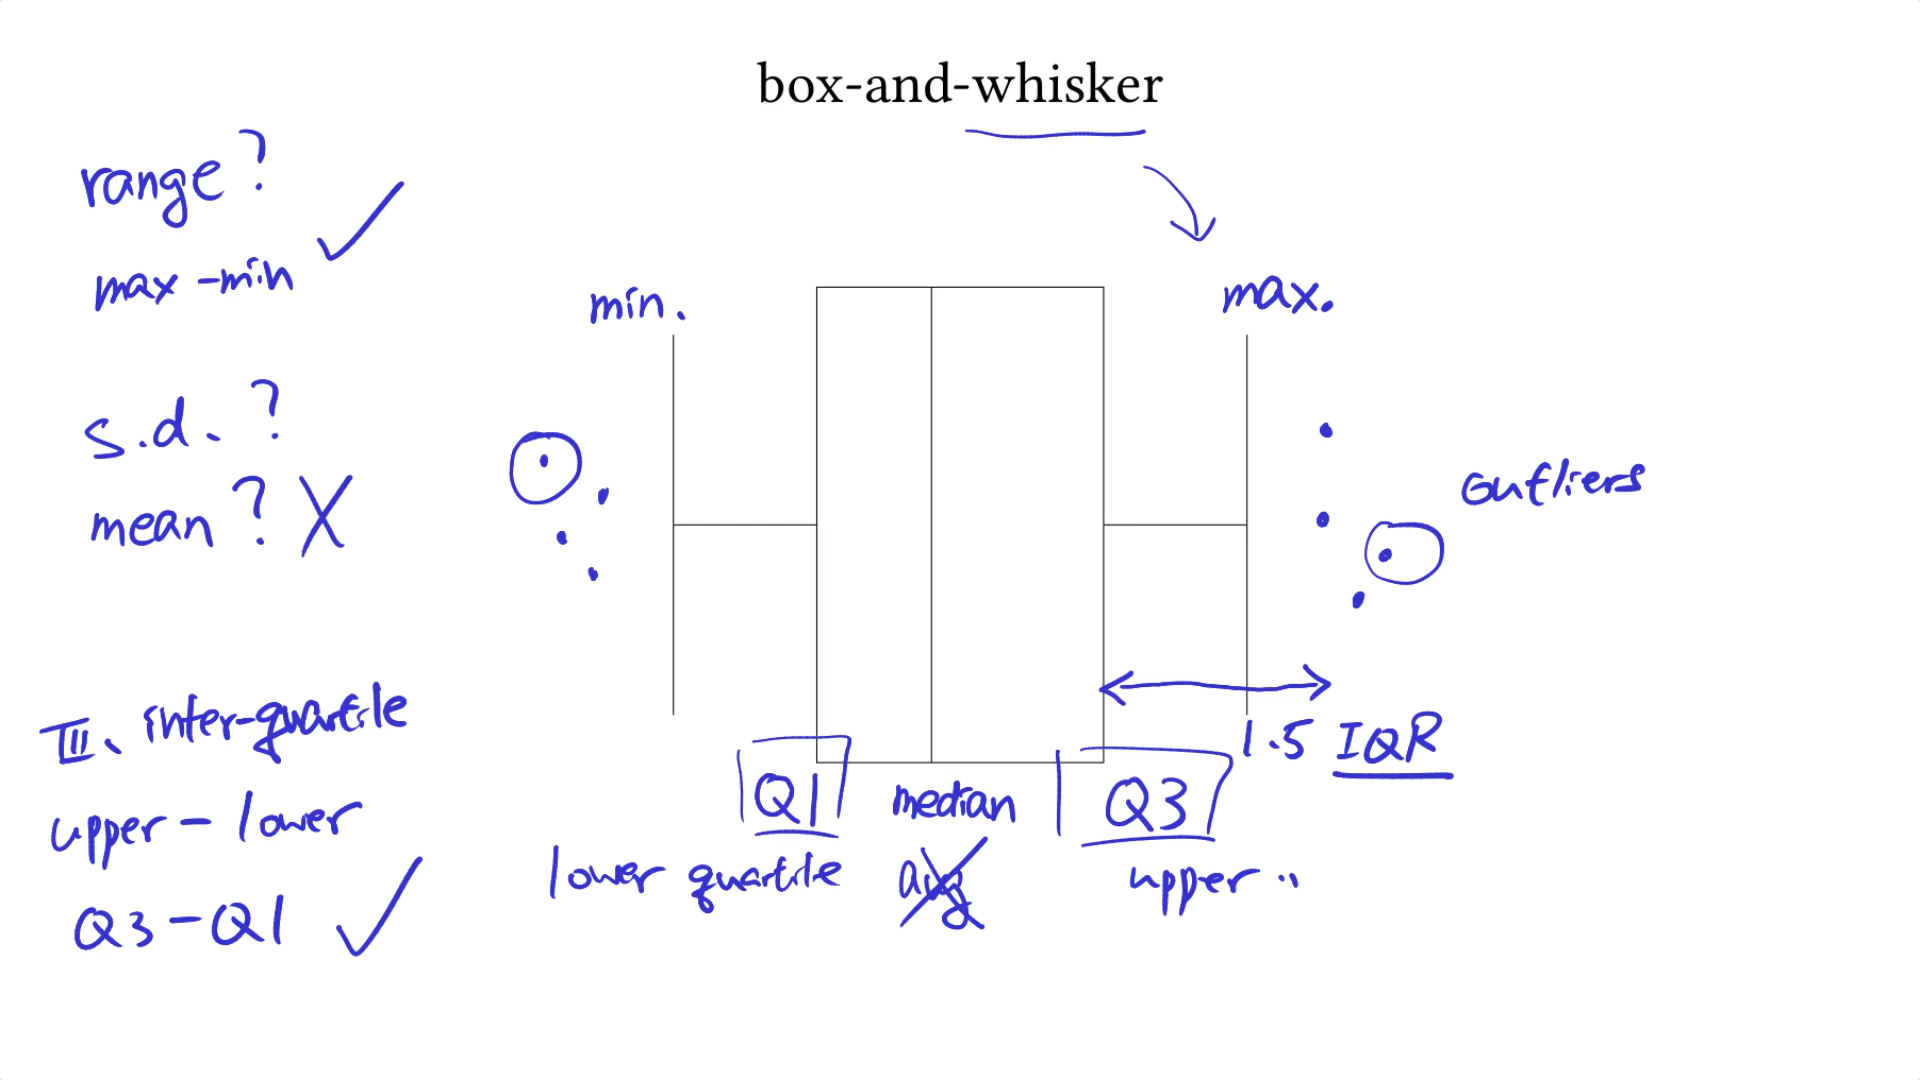 box-and-whisker
range?
max - min
s.d. ?
mean?
III. inter-quartile
upper - lower
Q3 - Q1
min.
max.
outliers
1.5 IQR
Q1
median
Q3
lower quartile
avg
upper "